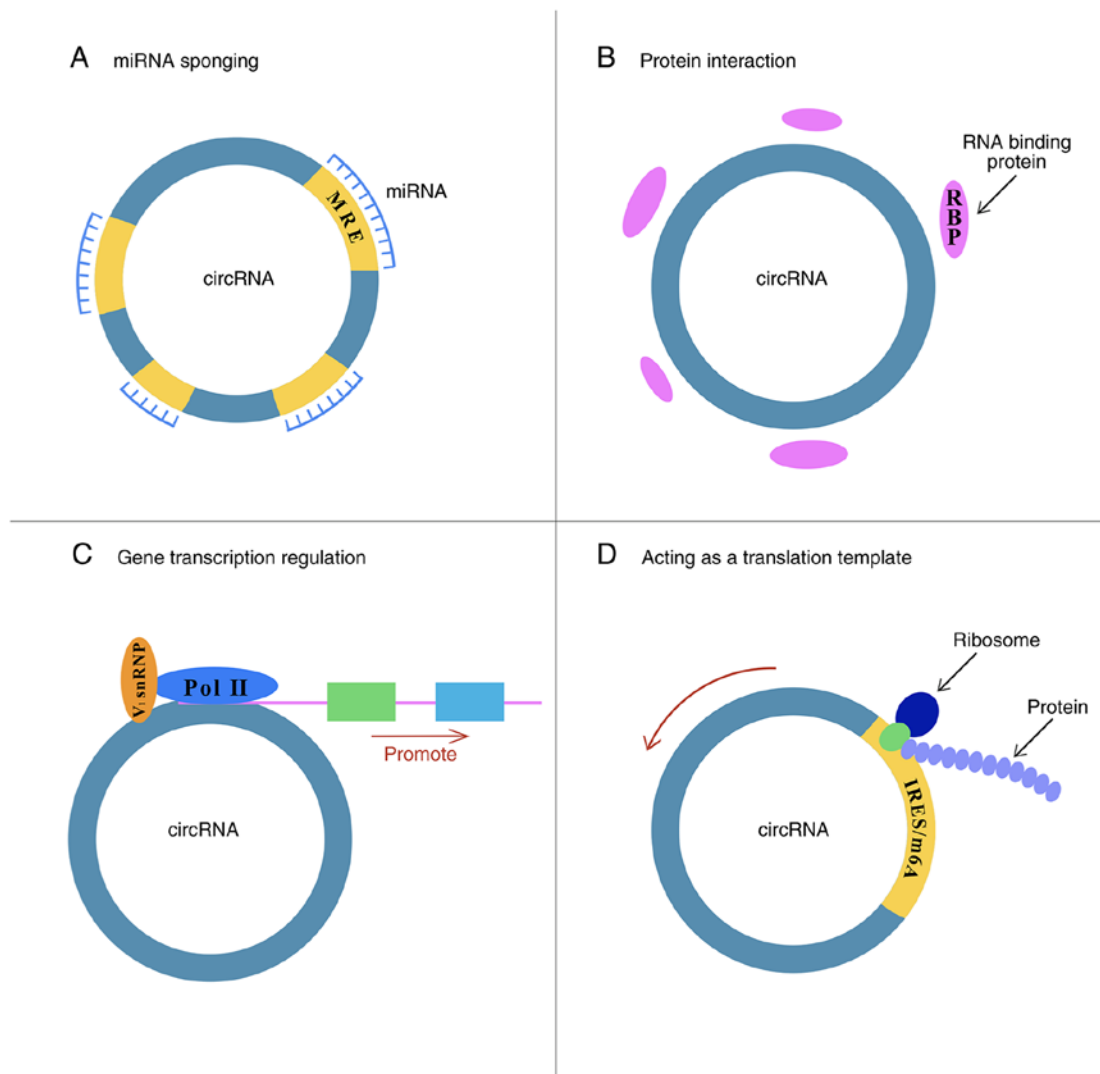 A miRNA sponging
miRNA
MRE
circRNA
B Protein interaction
RNA binding
protein
RBP
circRNA
C Gene transcription regulation
V1 snRNP
Pol II
Promote
circRNA
D Acting as a translation template
Ribosome
Protein
IRES/m6A
circRNA